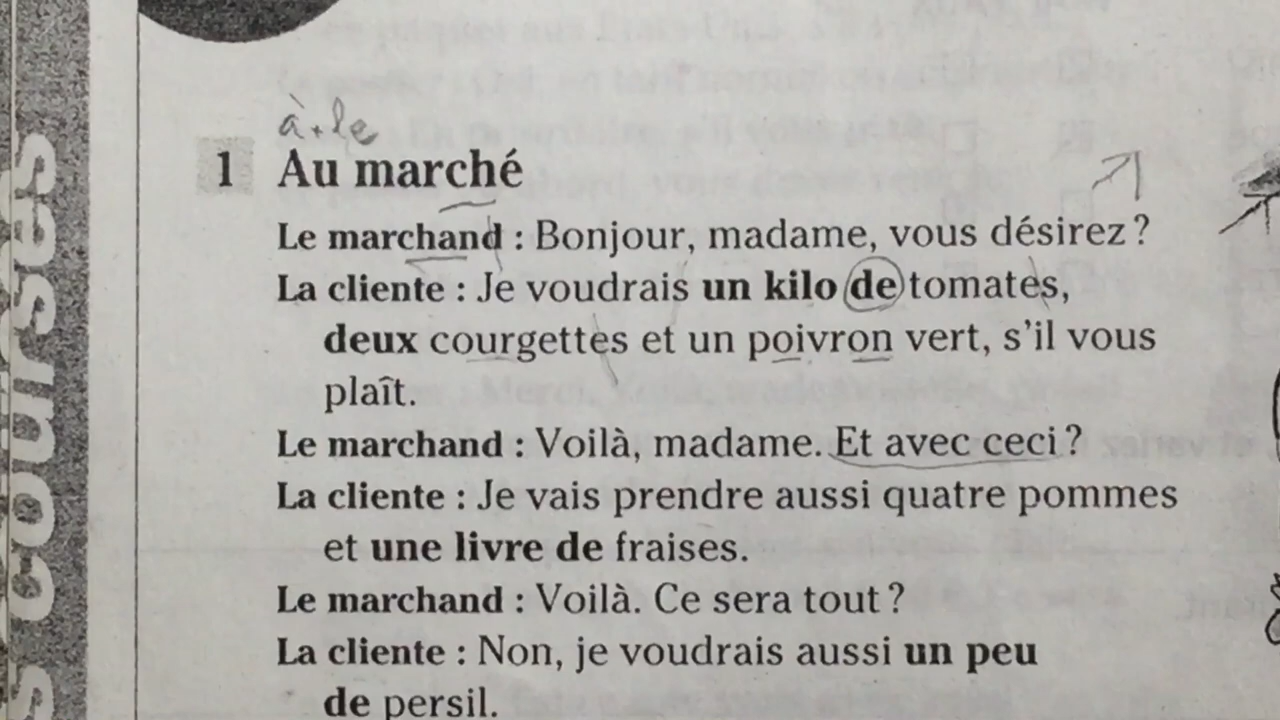 à + le
1 Au marché
Le marchand : Bonjour, madame, vous désirez ?
La cliente : Je voudrais un kilo de tomates,
deux courgettes et un poivron vert, s'il vous
plaît.
Le marchand : Voilà, madame. Et avec ceci ?
La cliente : Je vais prendre aussi quatre pommes
et une livre de fraises.
Le marchand : Voilà. Ce sera tout ?
La cliente : Non, je voudrais aussi un peu
de persil.
s courses